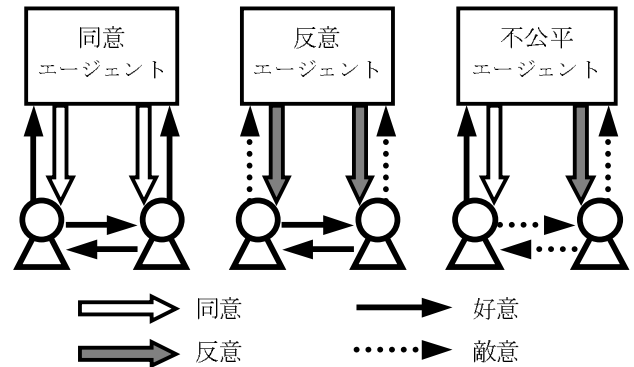 同意
エージェント
反意
エージェント
不公平
エージェント
同意
好意
反意
敵意